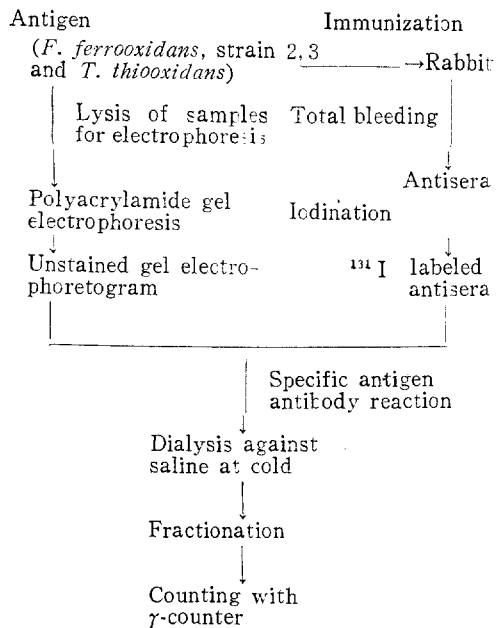 Antigen
Immunization
(F. ferrooxidans, strain 2, 3
and T. thiooxidans)
Rabbit
Lysis of samples
for electrophoresis
Total bleeding
Antisera
Polyacrylamide gel
electrophoresis
Iodination
Unstained gel electro-
phoretogram
¹³¹ I labeled
antisera
Specific antigen
antibody reaction
Dialysis against
saline at cold
Fractionation
Counting with
γ-counter